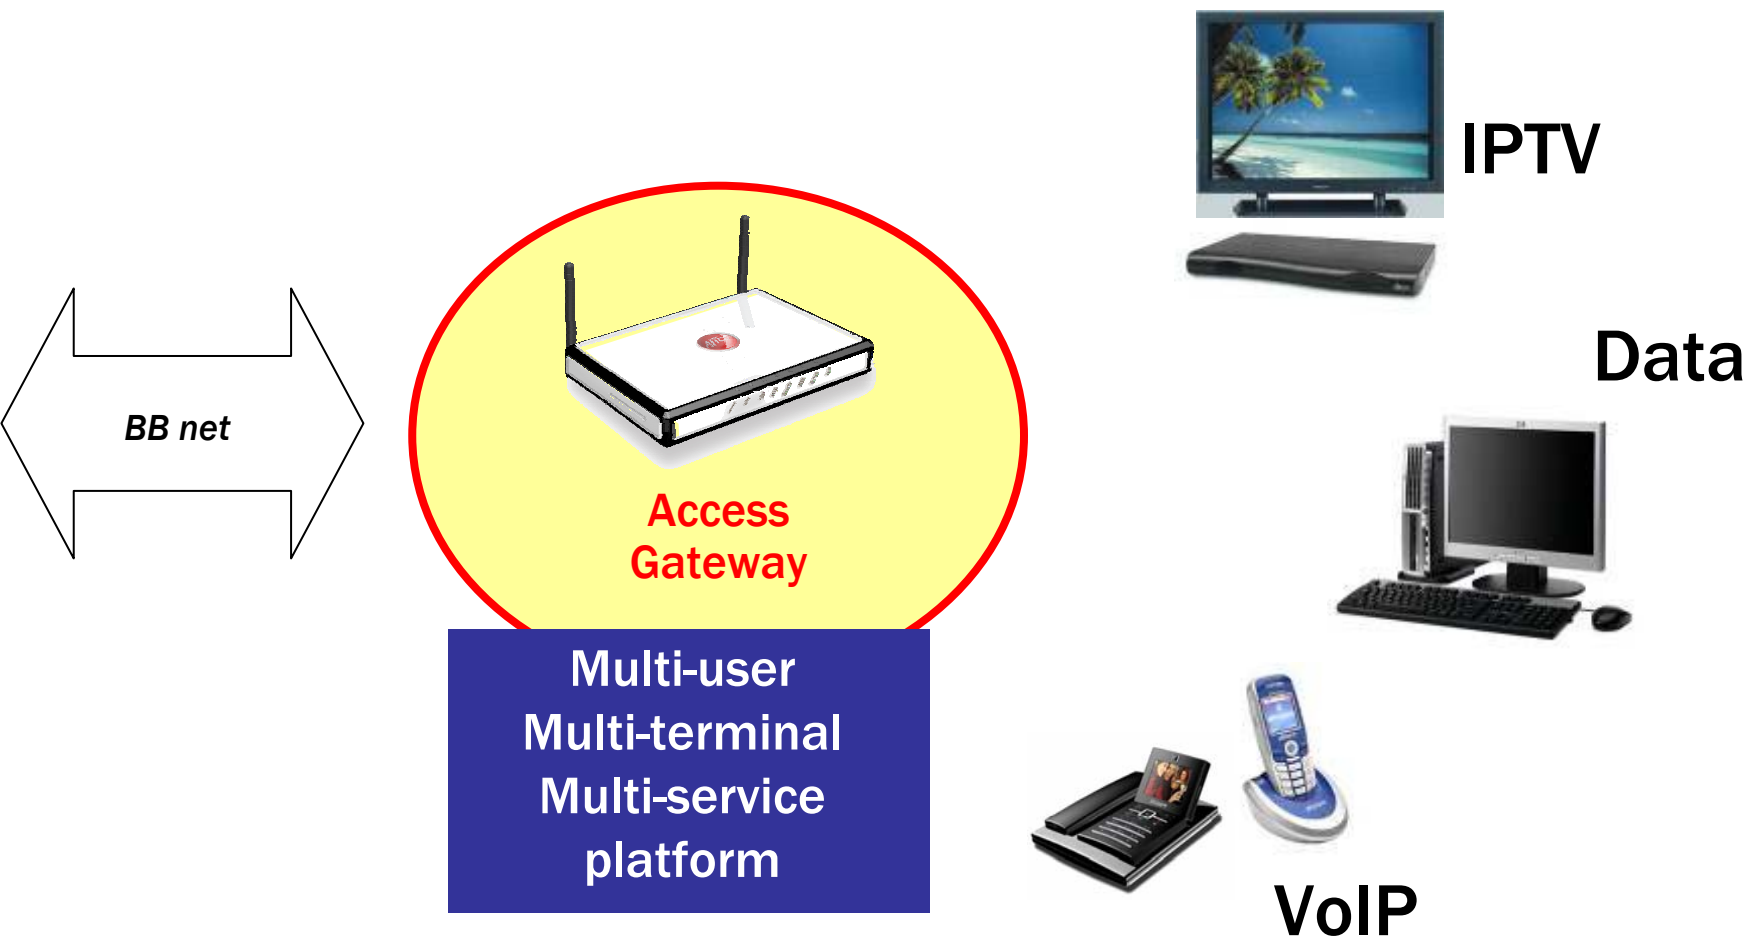 IPTV
Data
BB net
Access
Gateway
Multi-user
Multi-terminal
Multi-service
platform
VoIP